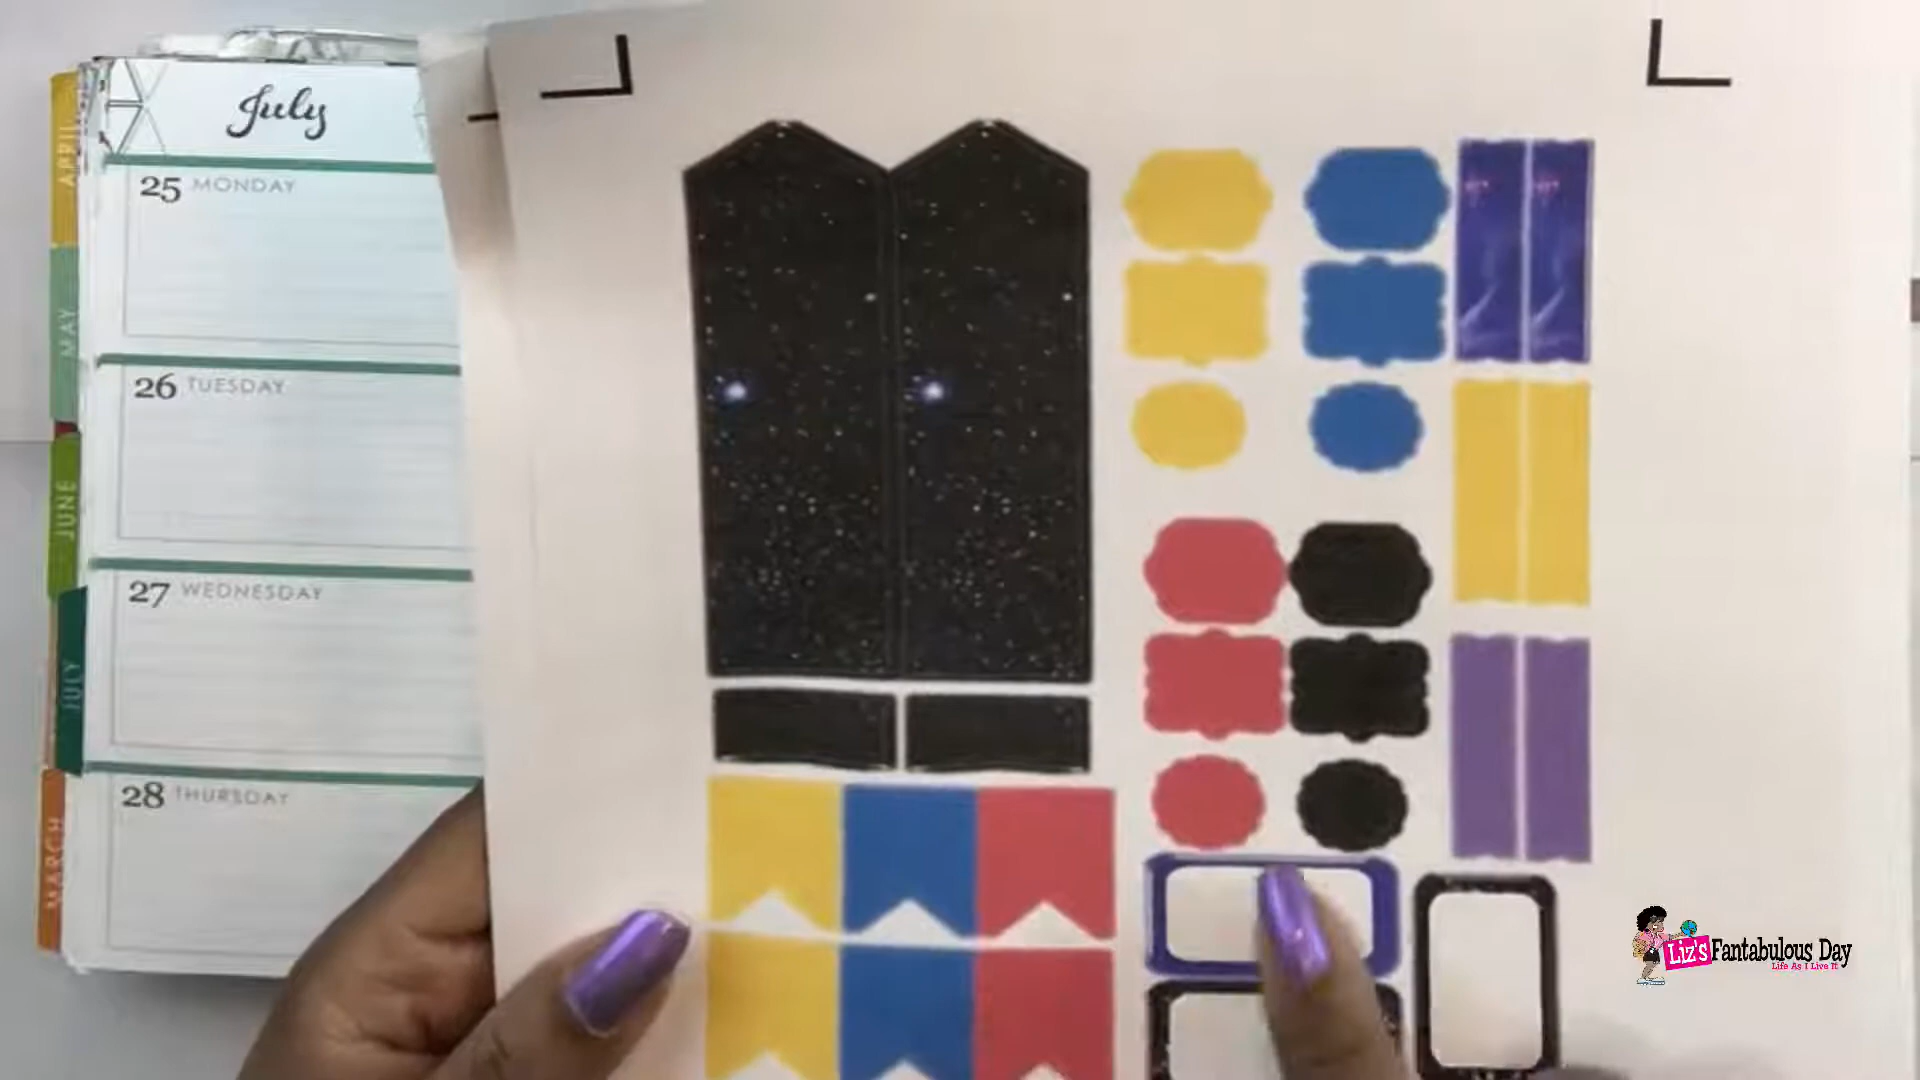 July
25 MONDAY
26 TUESDAY
27 WEDNESDAY
28 THURSDAY
APRIL
MAY
JUNE
JULY
MARCH
Liz's Fantabulous Day
Life As I Live It